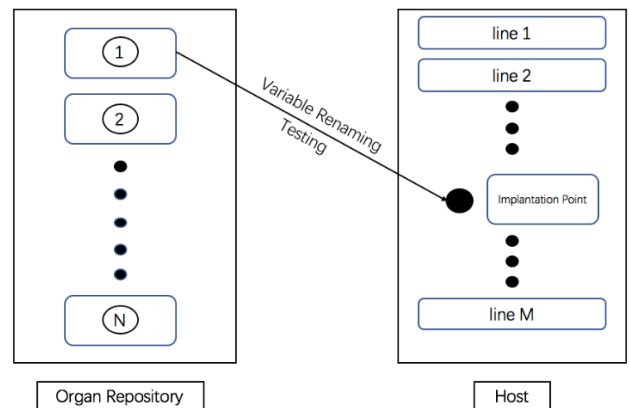 1
2
N
Variable Renaming
Testing
line 1
line 2
Implantation Point
line M
Organ Repository
Host